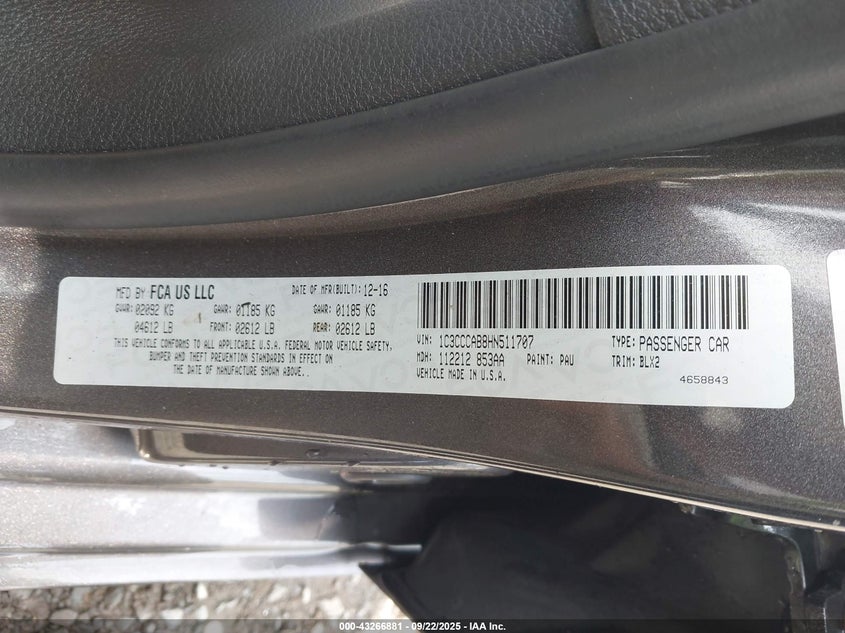 MFD BY FCA US LLC DATE OF MFR(BUILT): 12-16
GVWR: 02092 KG GAWR: 01185 KG GAWR: 01185 KG
04612 LB FRONT: 02612 LB REAR: 02612 LB
THIS VEHICLE CONFORMS TO ALL APPLICABLE U.S.A. FEDERAL MOTOR VEHICLE SAFETY,
BUMPER AND THEFT PREVENTION STANDARDS IN EFFECT ON
THE DATE OF MANUFACTURE SHOWN ABOVE.
VIN: 1C3CCCAB8HN511707 TYPE: PASSENGER CAR
MDH: 112212 853AA PAINT: PAU TRIM: BLX2
VEHICLE MADE IN U.S.A. 4658843
000-43266881 - 09/22/2025 - IAA Inc.